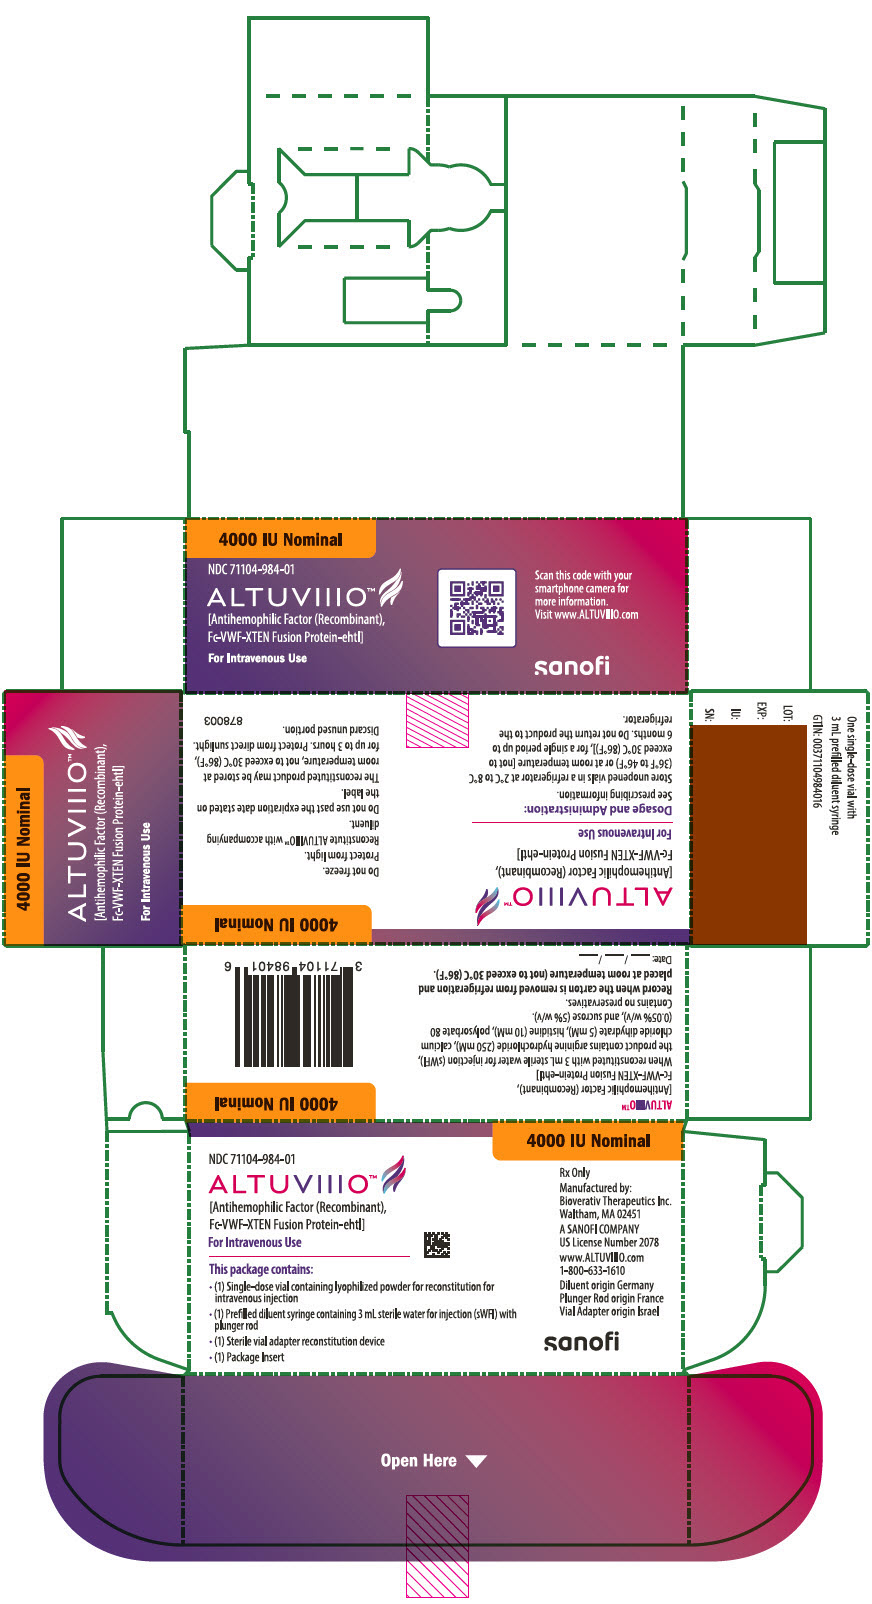 4000 IU Nominal
NDC 71104-984-01
ALTUVIIIO™
[Antihemophilic Factor (Recombinant),
Fc-VWF-XTEN Fusion Protein-ehtl]
For Intravenous Use
Scan this code with your
smartphone camera for
more information.
Visit www.ALTUVIIIO.com
sanofi
4000 IU Nominal
ALTUVIIIO™
[Antihemophilic Factor (Recombinant),
Fc-VWF-XTEN Fusion Protein-ehtl]
For Intravenous Use
ALTUVIIIO™
[Antihemophilic Factor (Recombinant),
Fc-VWF-XTEN Fusion Protein-ehtl]
For Intravenous Use
Dosage and Administration:
See prescribing information.
Store unopened vials in a refrigerator at 2°C to 8°C
(36°F to 46°F) or at room temperature [not to
exceed 30°C (86°F)], for a single period up to
6 months. Do not return the product to the
refrigerator.
4000 IU Nominal
Do not freeze.
Protect from light.
Reconstitute ALTUVIIIO™ with accompanying
diluent.
Do not use past the expiration date stated on
the label.
The reconstituted product may be stored at
room temperature, not to exceed 30°C (86°F),
for up to 3 hours. Protect from direct sunlight.
Discard unused portion.
878003
One single-dose vial with
3 mL prefilled diluent syringe
GTIN: 00371104984016
LOT:
EXP:
IU:
SN:
ALTUVIIIO™
[Antihemophilic Factor (Recombinant),
Fc-VWF-XTEN Fusion Protein-ehtl]
When reconstituted with 3 mL sterile water for injection (sWFI),
the product contains arginine hydrochloride (250 mM), calcium
chloride dihydrate (5 mM), histidine (10 mM), polysorbate 80
(0.05% w/v), and sucrose (5% w/v).
Contains no preservatives.
Record when the carton is removed from refrigeration and
placed at room temperature (not to exceed 30°C (86°F).
Date: ___ / ___ / ___
4000 IU Nominal
3 71104 98401 6
4000 IU Nominal
NDC 71104-984-01
ALTUVIIIO™
[Antihemophilic Factor (Recombinant),
Fc-VWF-XTEN Fusion Protein-ehtl]
For Intravenous Use
This package contains:
• (1) Single-dose vial containing lyophilized powder for reconstitution for
intravenous injection
• (1) Prefilled diluent syringe containing 3 mL sterile water for injection (sWFI) with
plunger rod
• (1) Sterile vial adapter reconstitution device
• (1) Package Insert
Rx Only
Manufactured by:
Bioverativ Therapeutics Inc.
Waltham, MA 02451
A SANOFI COMPANY
US License Number 2078
www.ALTUVIIIO.com
1-800-633-1610
Diluent origin Germany
Plunger Rod origin France
Vial Adapter origin Israel
sanofi
Open Here